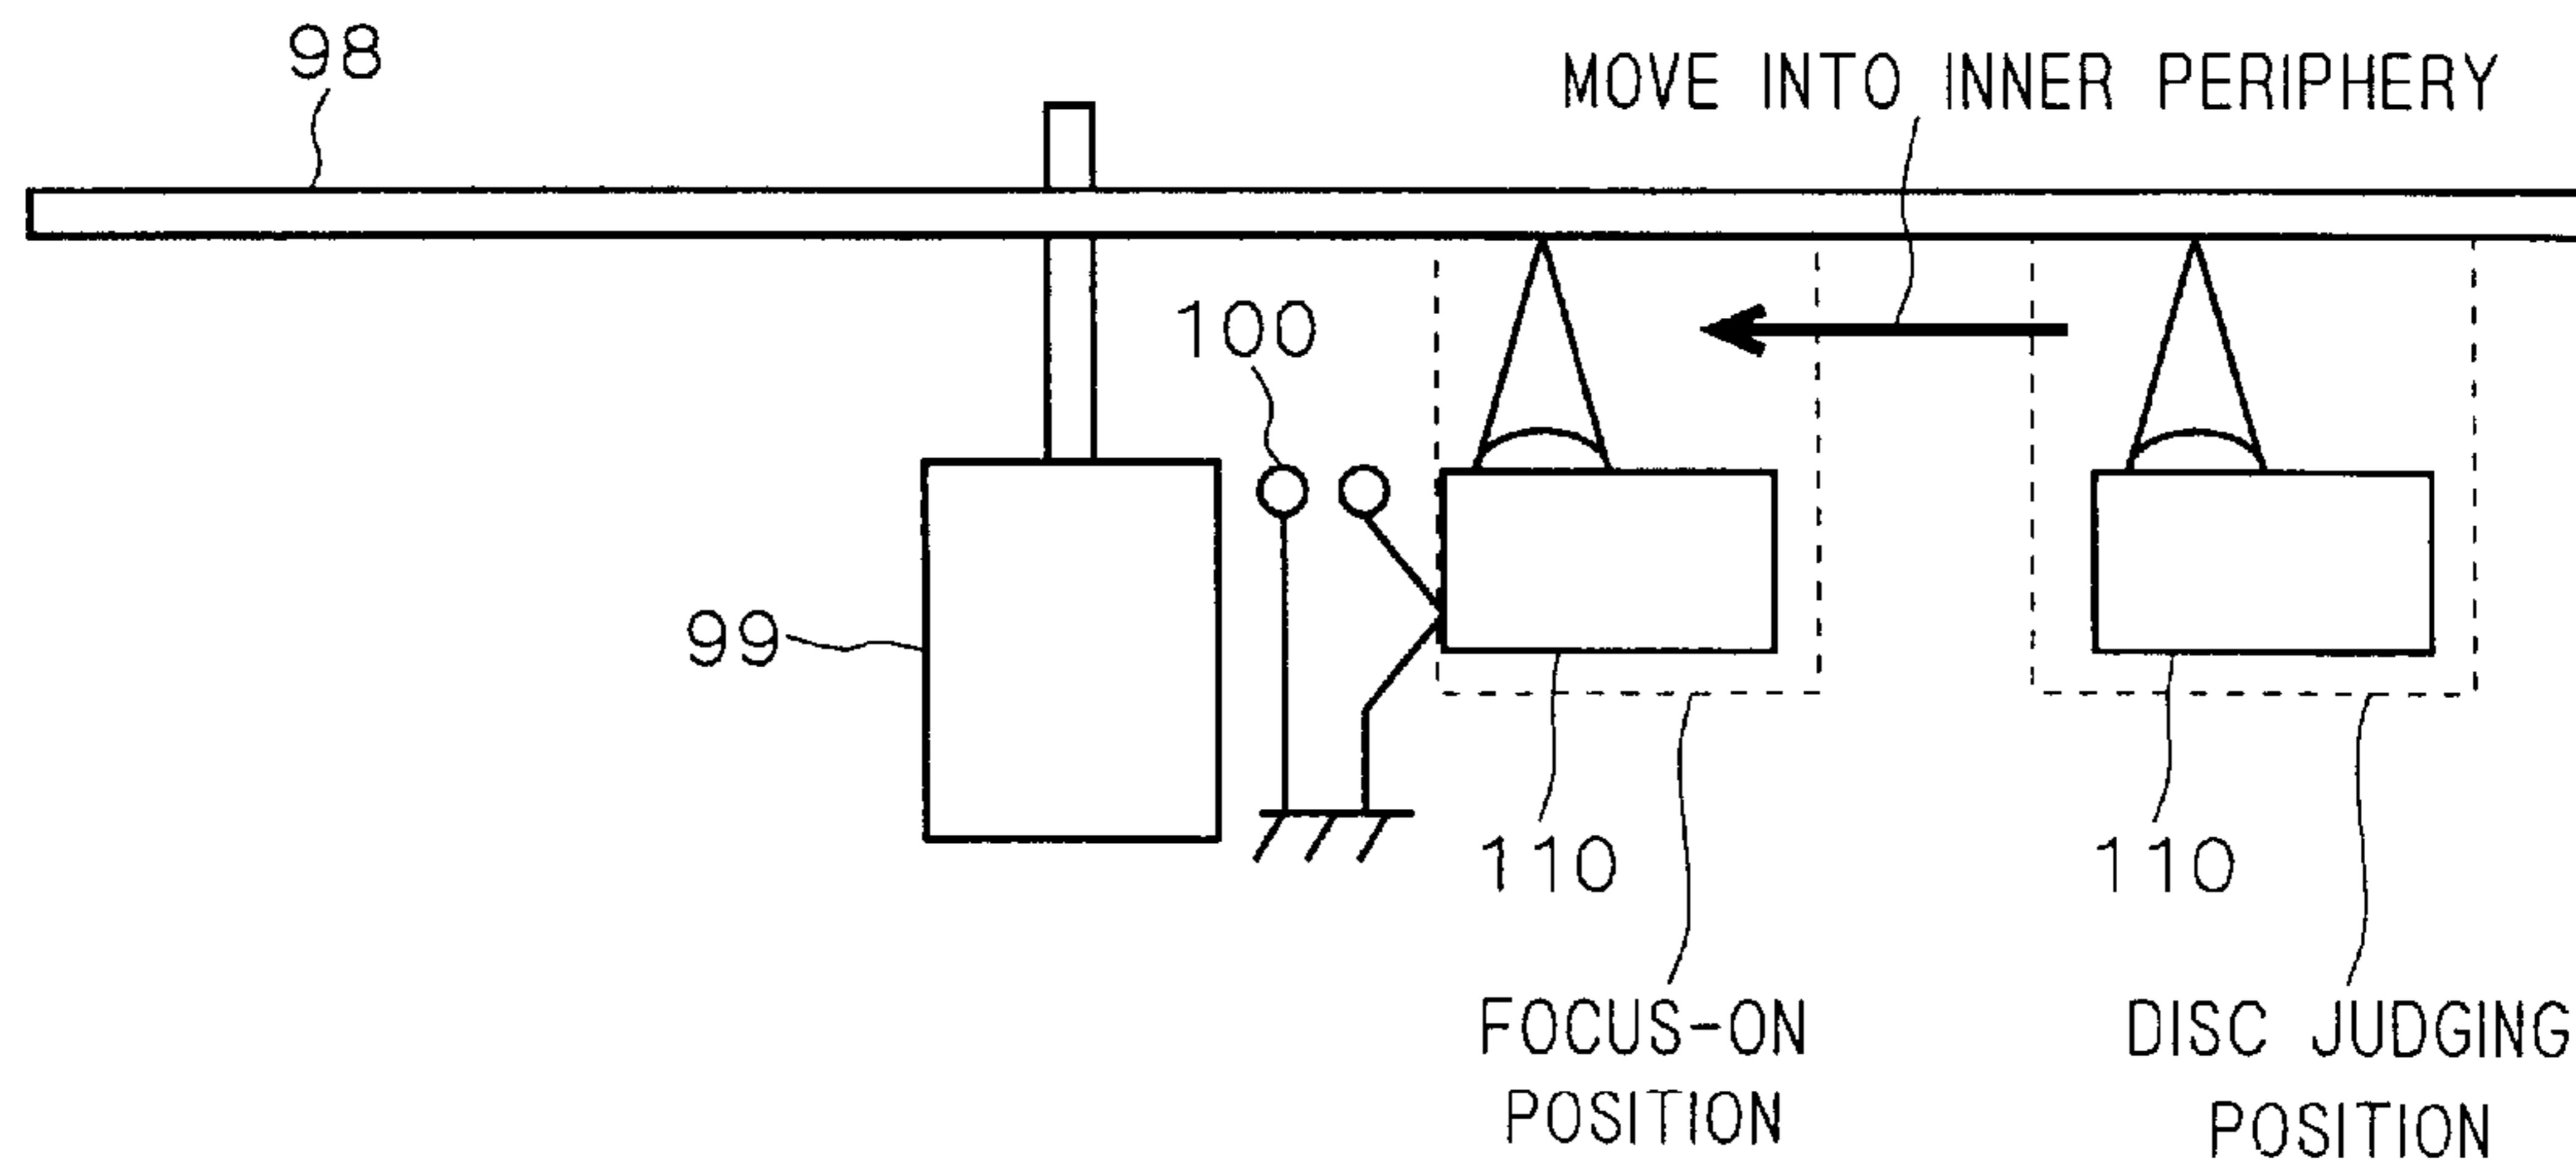 98
MOVE INTO INNER PERIPHERY
100
99
110
110
FOCUS-ON
POSITION
DISC JUDGING
POSITION